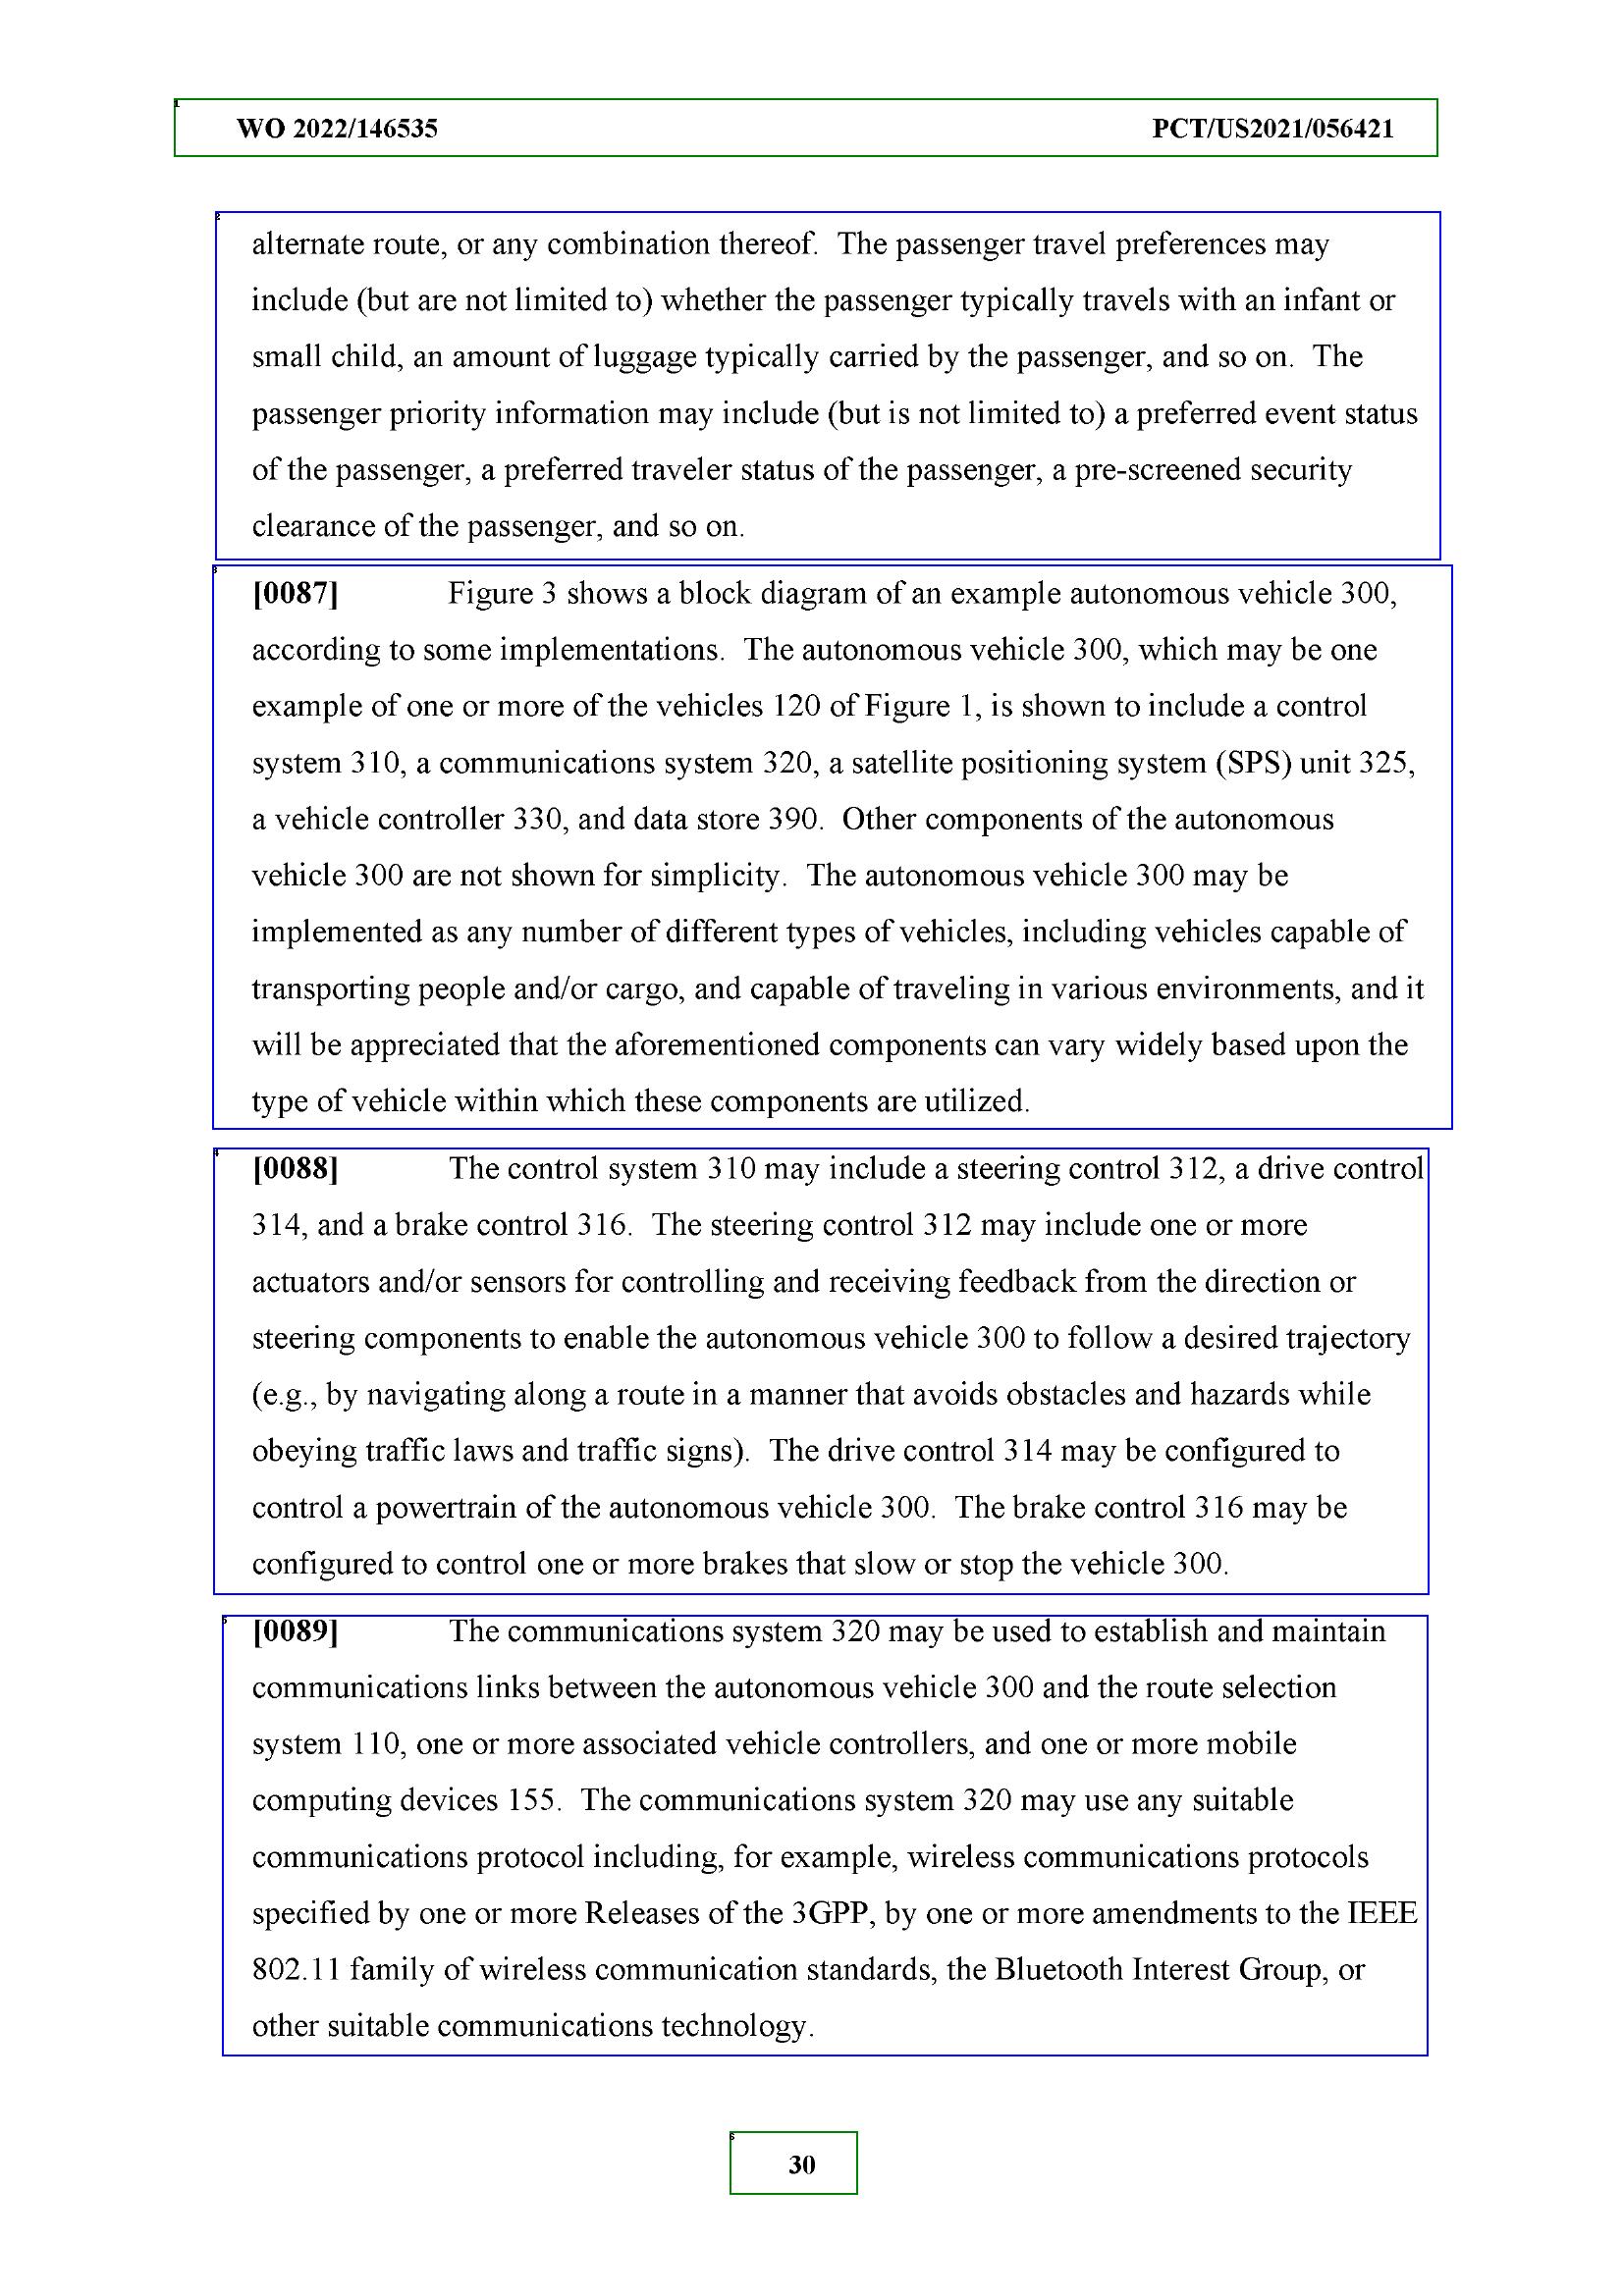 WO 2022/146535 PCT/US2021/056421
alternate route, or any combination thereof.  The passenger travel preferences may
include (but are not limited to) whether the passenger typically travels with an infant or
small child, an amount of luggage typically carried by the passenger, and so on.  The
passenger priority information may include (but is not limited to) a preferred event status
of the passenger, a preferred traveler status of the passenger, a pre-screened security
clearance of the passenger, and so on.
[0087] Figure 3 shows a block diagram of an example autonomous vehicle 300,
according to some implementations.  The autonomous vehicle 300, which may be one
example of one or more of the vehicles 120 of Figure 1, is shown to include a control
system 310, a communications system 320, a satellite positioning system (SPS) unit 325,
a vehicle controller 330, and data store 390.  Other components of the autonomous
vehicle 300 are not shown for simplicity.  The autonomous vehicle 300 may be
implemented as any number of different types of vehicles, including vehicles capable of
transporting people and/or cargo, and capable of traveling in various environments, and it
will be appreciated that the aforementioned components can vary widely based upon the
type of vehicle within which these components are utilized.
[0088] The control system 310 may include a steering control 312, a drive control
314, and a brake control 316.  The steering control 312 may include one or more
actuators and/or sensors for controlling and receiving feedback from the direction or
steering components to enable the autonomous vehicle 300 to follow a desired trajectory
(e.g., by navigating along a route in a manner that avoids obstacles and hazards while
obeying traffic laws and traffic signs).  The drive control 314 may be configured to
control a powertrain of the autonomous vehicle 300.  The brake control 316 may be
configured to control one or more brakes that slow or stop the vehicle 300.
[0089] The communications system 320 may be used to establish and maintain
communications links between the autonomous vehicle 300 and the route selection
system 110, one or more associated vehicle controllers, and one or more mobile
computing devices 155.  The communications system 320 may use any suitable
communications protocol including, for example, wireless communications protocols
specified by one or more Releases of the 3GPP, by one or more amendments to the IEEE
802.11 family of wireless communication standards, the Bluetooth Interest Group, or
other suitable communications technology.
30